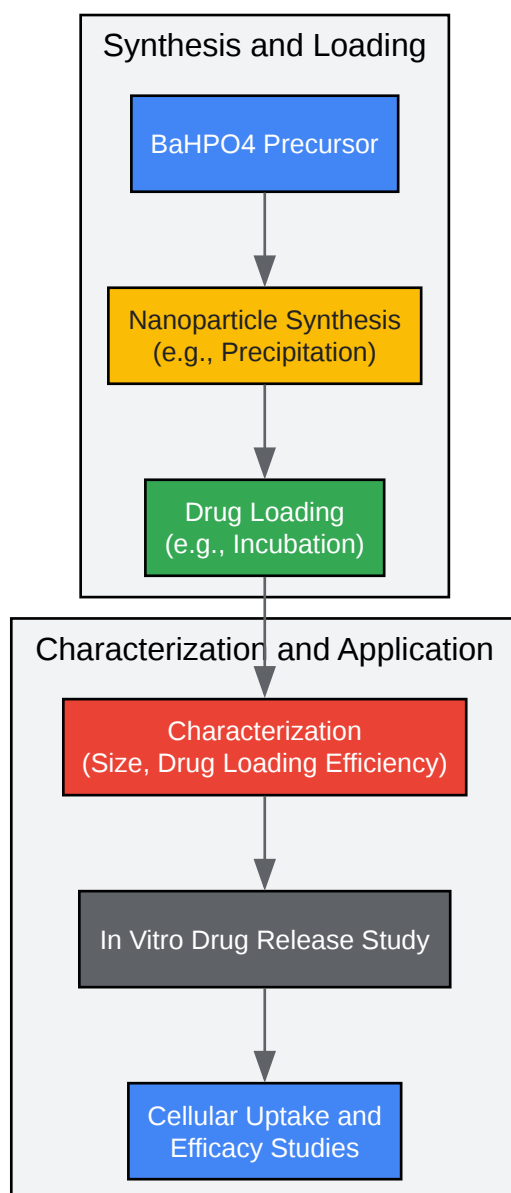 Synthesis and Loading
BaHPO4 Precursor
Nanoparticle Synthesis
(e.g., Precipitation)
Drug Loading
(e.g., Incubation)
Characterization and Application
Characterization
(Size, Drug Loading Efficiency)
In Vitro Drug Release Study
Cellular Uptake and
Efficacy Studies